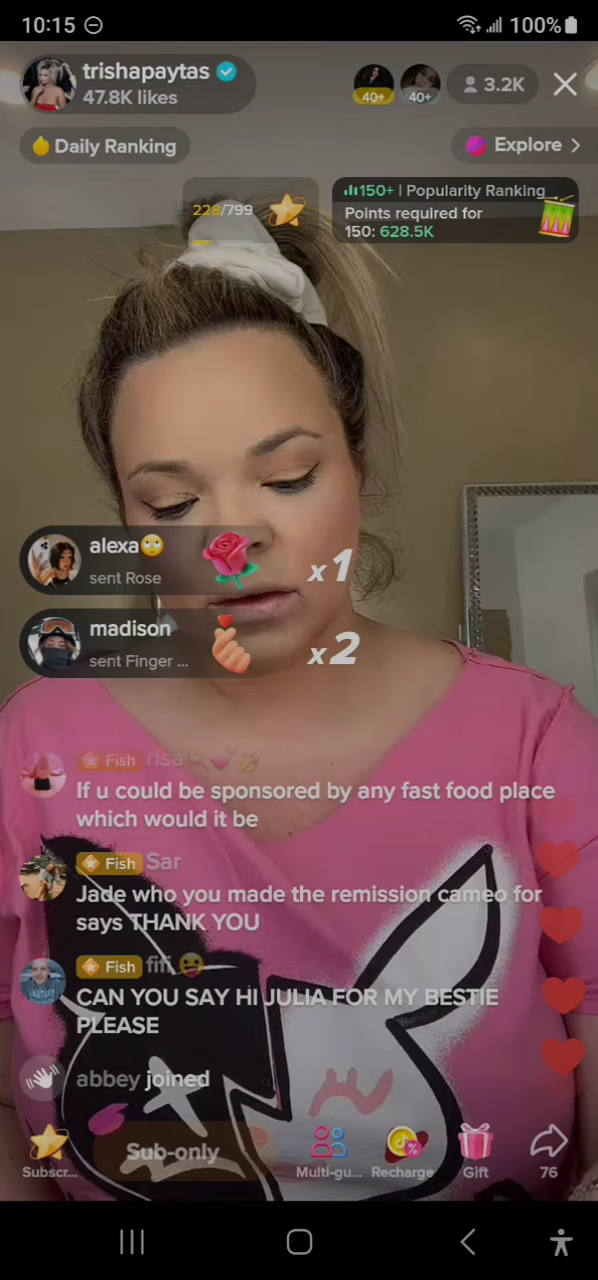 10:15
100%
trishapaytas
47.8K likes
40+
40+
3.2K
Daily Ranking
Explore >
228/799
150+ | Popularity Ranking
Points required for
150: 628.5K
alexa🙄
sent Rose
x1
madison
sent Finger ...
x2
Fish risa
If u could be sponsored by any fast food place
which would it be
Fish Sar
Jade who you made the remission cameo for
says THANK YOU
Fish fifi 😜
CAN YOU SAY HI JULIA FOR MY BESTIE
PLEASE
abbey joined
Sub-only
Subscr...
Multi-gu...
Recharge
Gift
76